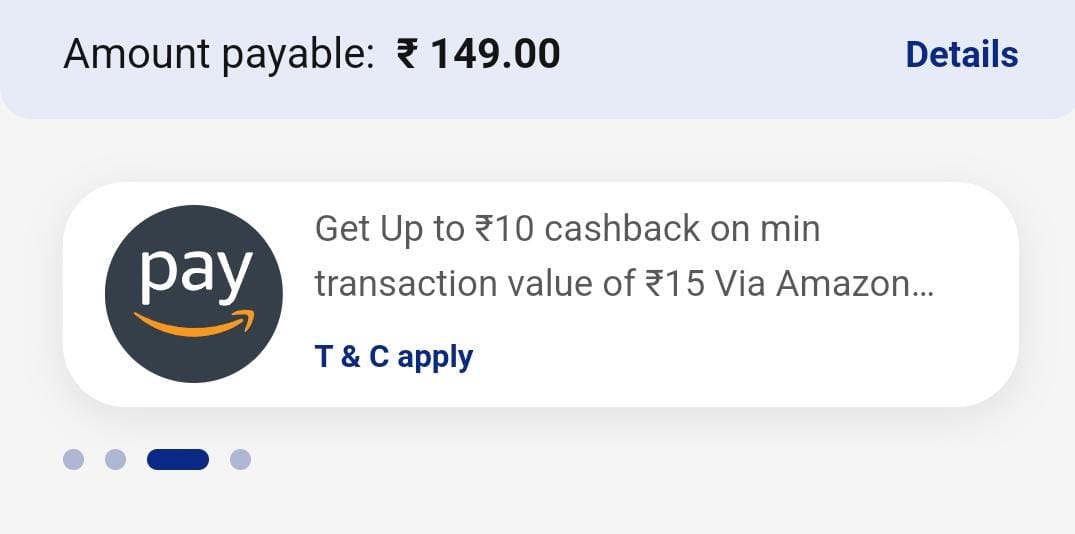 Amount payable: ₹ 149.00 Details
pay
Get Up to ₹10 cashback on min
transaction value of ₹15 Via Amazon...
T & C apply